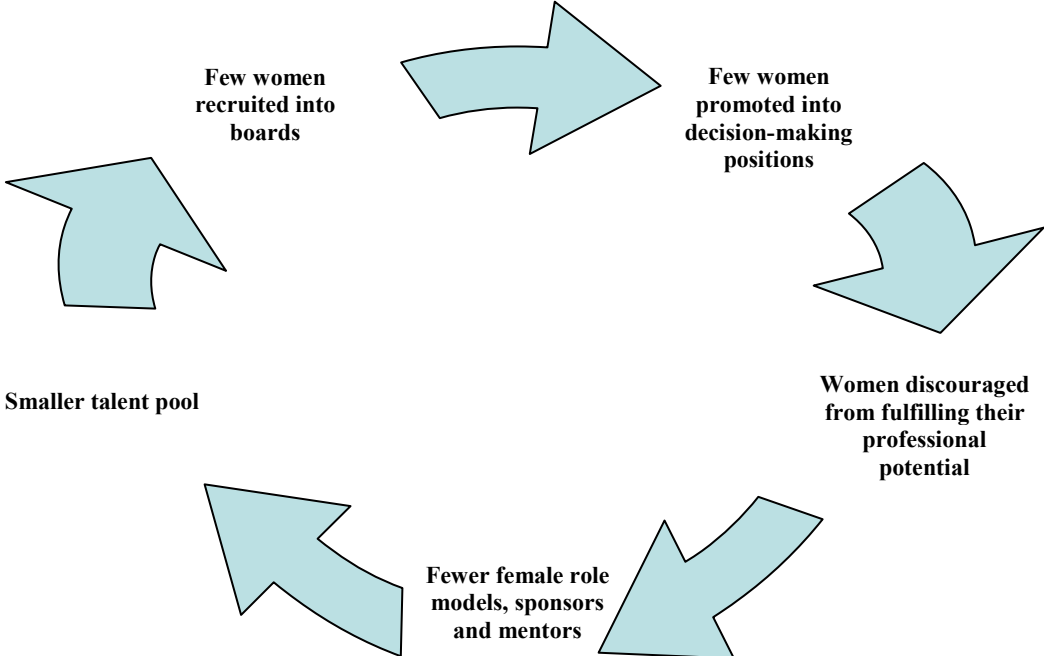 Few women
recruited into
boards
Few women
promoted into
decision-making
positions
Women discouraged
from fulfilling their
professional
potential
Fewer female role
models, sponsors
and mentors
Smaller talent pool